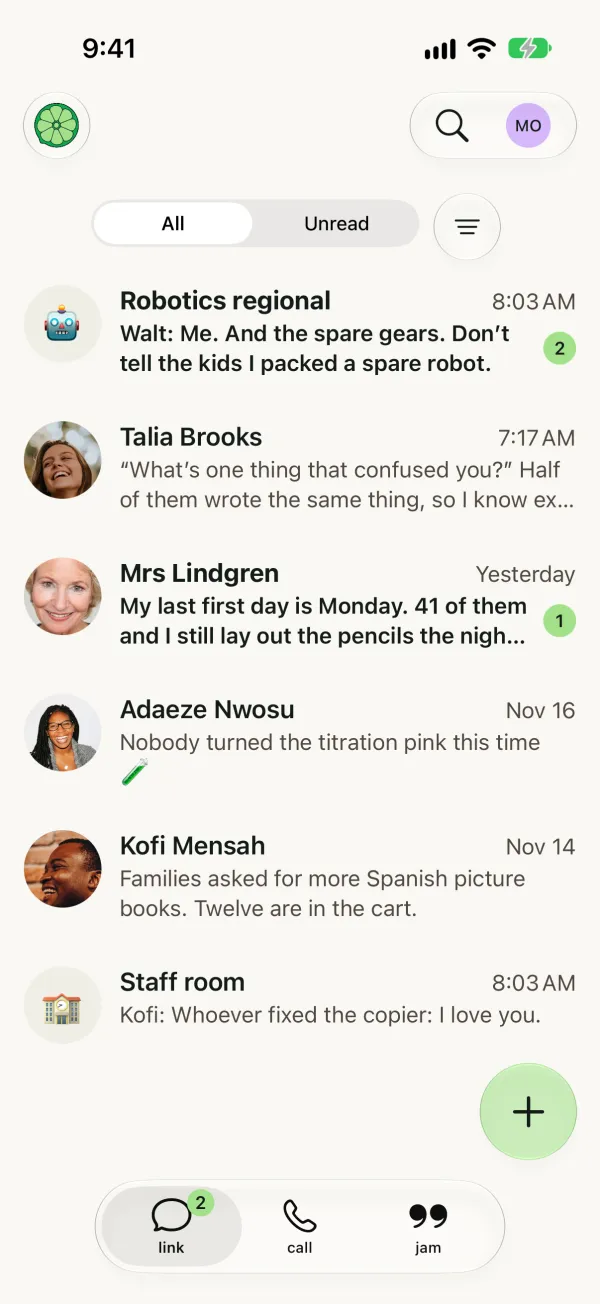 9:41
MO
All
Unread
Robotics regional
8:03 AM
Walt: Me. And the spare gears. Don’t
tell the kids I packed a spare robot.
2
Talia Brooks
7:17 AM
“What’s one thing that confused you?” Half
of them wrote the same thing, so I know ex...
Mrs Lindgren
Yesterday
My last first day is Monday. 41 of them
and I still lay out the pencils the nigh...
1
Adaeze Nwosu
Nov 16
Nobody turned the titration pink this time
Kofi Mensah
Nov 14
Families asked for more Spanish picture
books. Twelve are in the cart.
Staff room
8:03 AM
Kofi: Whoever fixed the copier: I love you.
2
link
call
jam